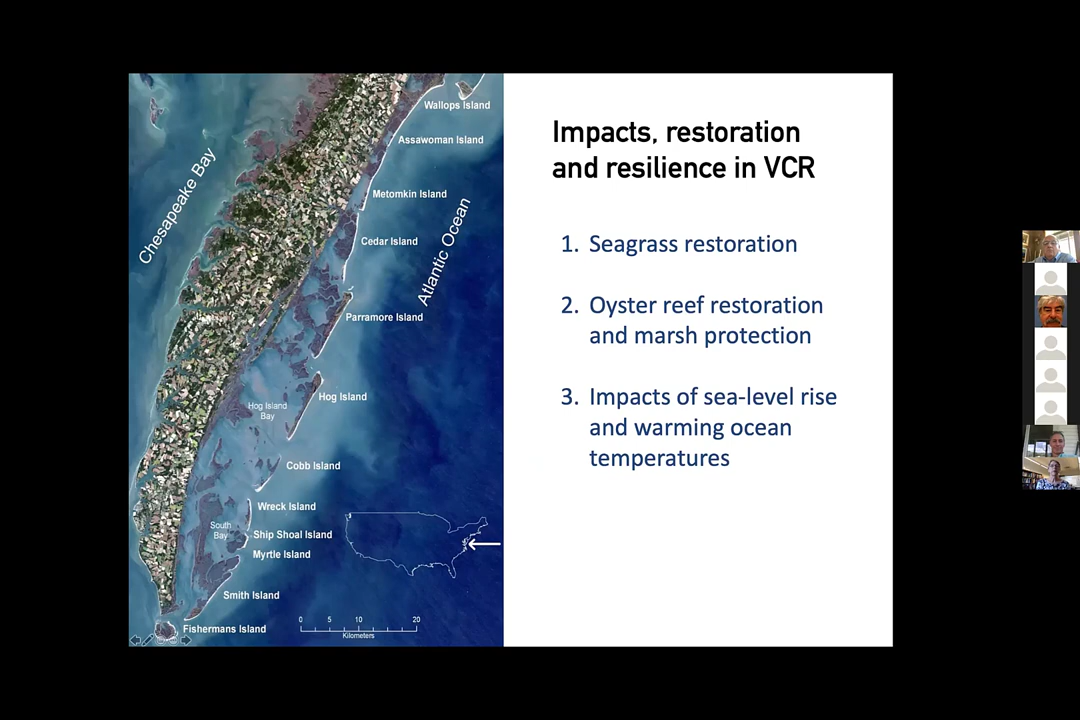 Wallops Island
Assawoman Island
Metomkin Island
Chesapeake Bay
Atlantic Ocean
Cedar Island
Parramore Island
Hog Island
Hog Island
Bay
Cobb Island
Wreck Island
South
Bay
Ship Shoal Island
Myrtle Island
Smith Island
Fishermans Island
0 5 10 20
Kilometers
Impacts, restoration
and resilience in VCR
1. Seagrass restoration
2. Oyster reef restoration
and marsh protection
3. Impacts of sea-level rise
and warming ocean
temperatures